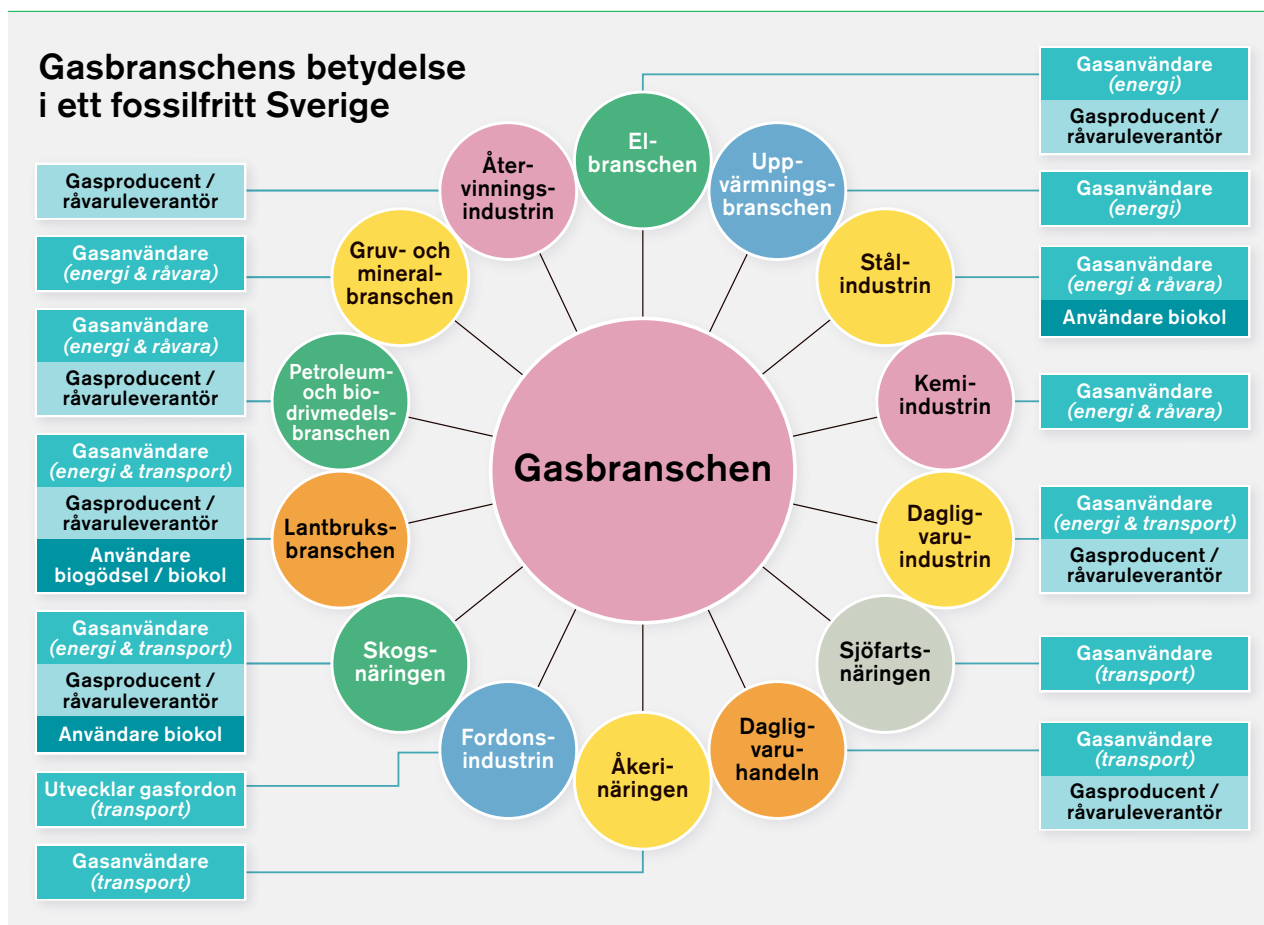 Gasbranschens betydelse
i ett fossilfritt Sverige
El-
branschen
Gasanvändare
(energi)
Gasproducent /
råvaruleverantör
Upp-
värmnings-
branschen
Gasanvändare
(energi)
Stål-
industrin
Gasanvändare
(energi & råvara)
Användare biokol
Kemi-
industrin
Gasanvändare
(energi & råvara)
Daglig-
varu-
industrin
Gasanvändare
(energi & transport)
Gasproducent /
råvaruleverantör
Sjöfarts-
näringen
Gasanvändare
(transport)
Daglig-
varu-
handeln
Gasanvändare
(transport)
Gasproducent /
råvaruleverantör
Åkeri-
näringen
Gasanvändare
(transport)
Fordons-
industrin
Utvecklar gasfordon
(transport)
Skogs-
näringen
Gasanvändare
(energi & transport)
Gasproducent /
råvaruleverantör
Användare biokol
Lantbruks-
branschen
Gasanvändare
(energi & transport)
Gasproducent /
råvaruleverantör
Användare
biogödsel / biokol
Petroleum-
och bio-
drivmedels-
branschen
Gasanvändare
(energi & råvara)
Gasproducent /
råvaruleverantör
Gruv- och
mineral-
branschen
Gasanvändare
(energi & råvara)
Åter-
vinnings-
industrin
Gasproducent /
råvaruleverantör
Gasbranschen